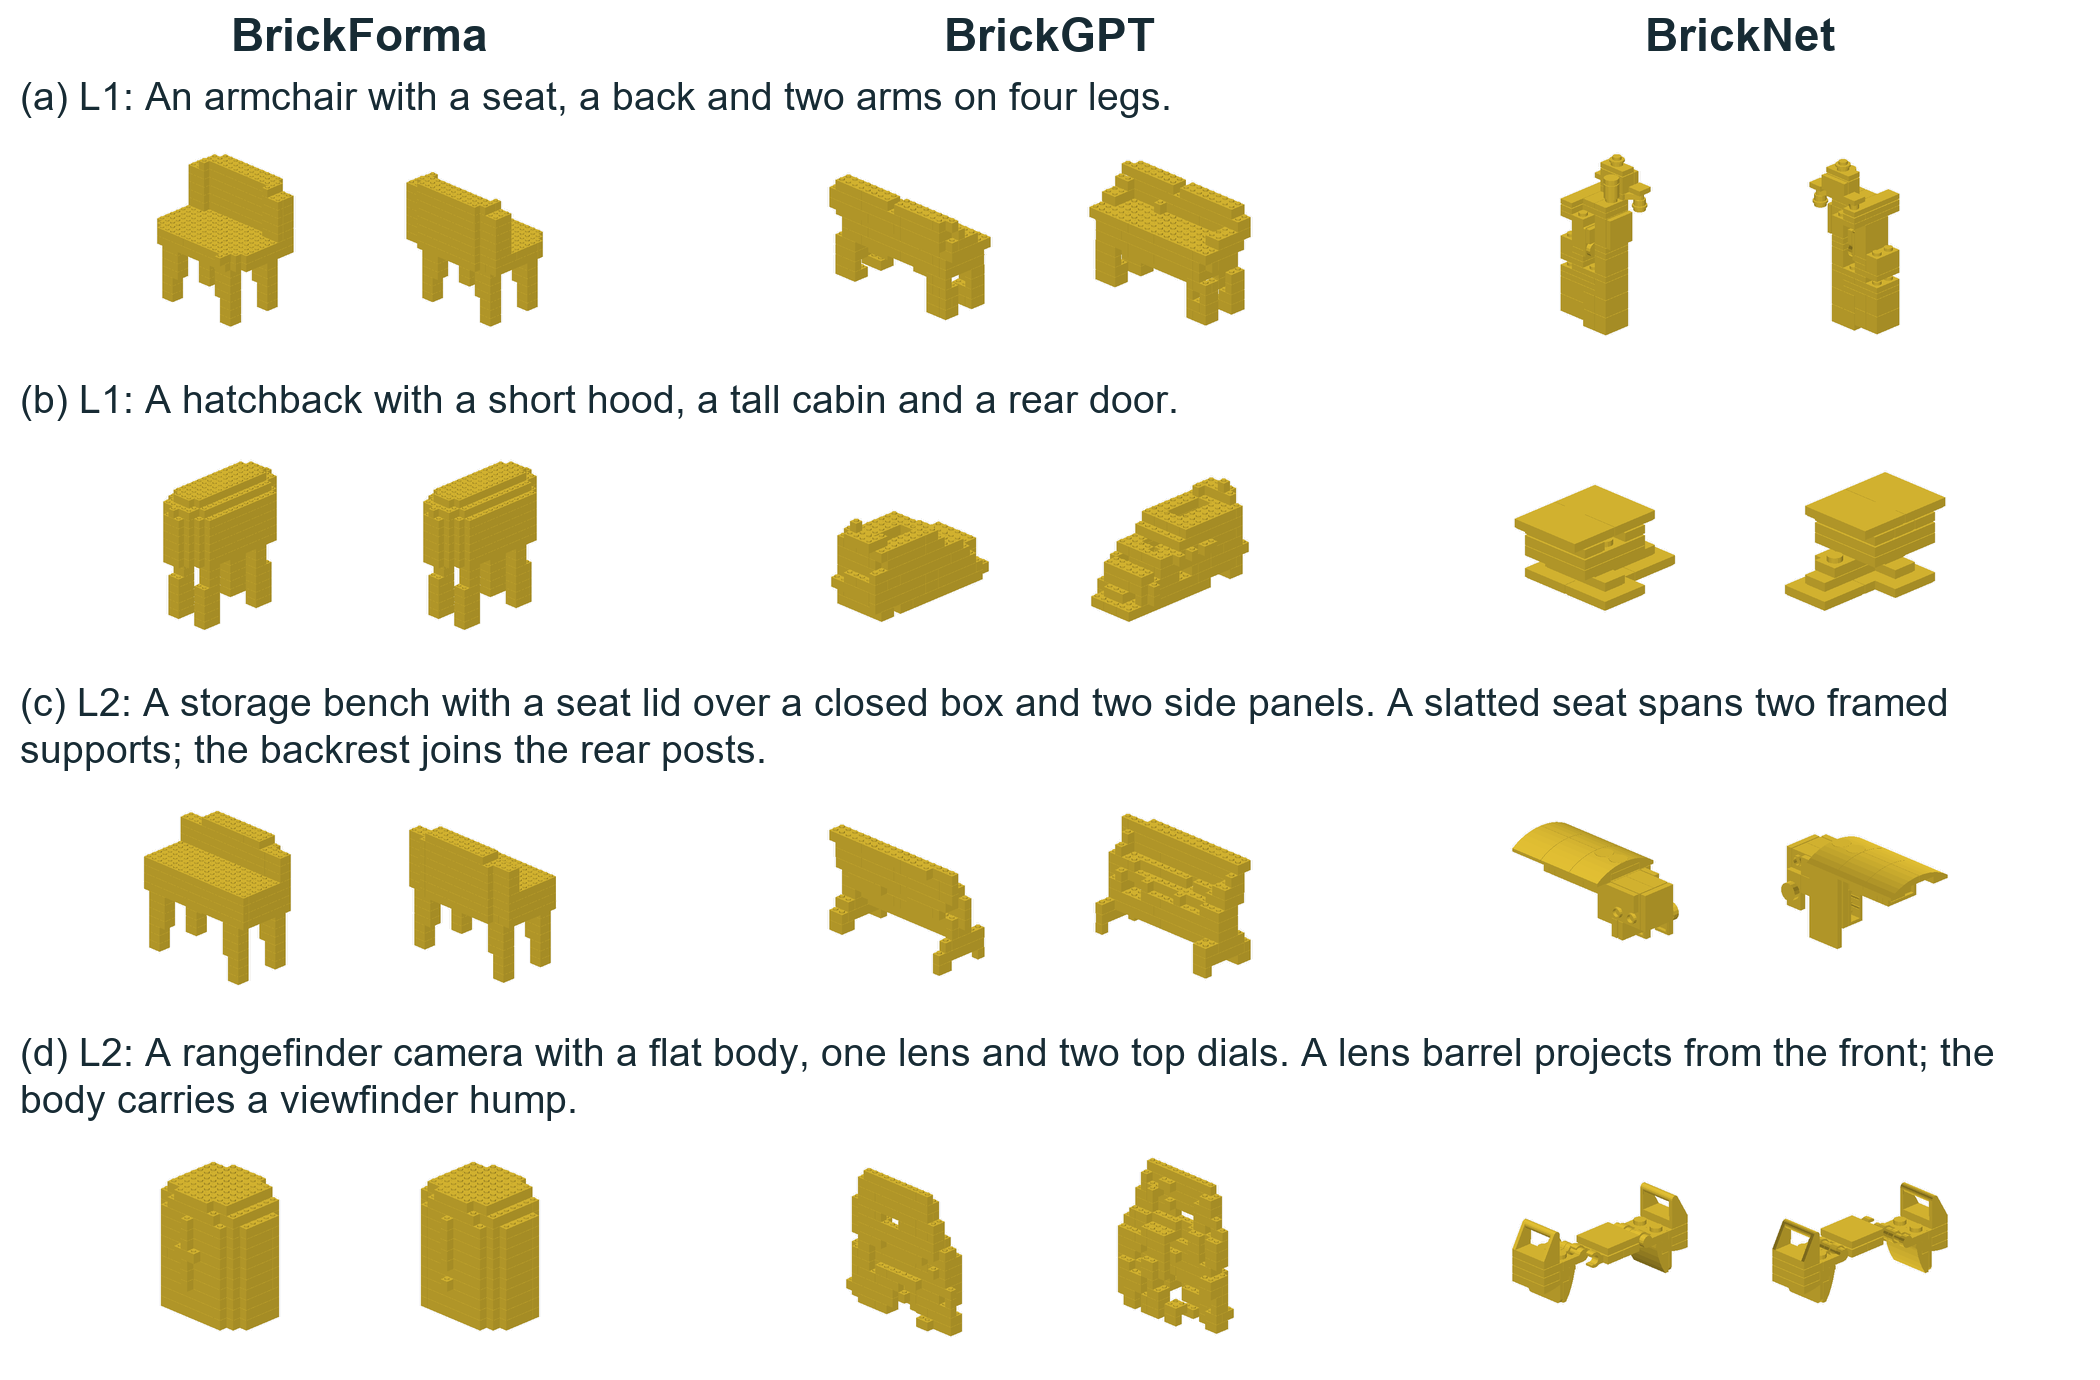 BrickForma BrickGPT BrickNet
(a) L1: An armchair with a seat, a back and two arms on four legs.
(b) L1: A hatchback with a short hood, a tall cabin and a rear door.
(c) L2: A storage bench with a seat lid over a closed box and two side panels. A slatted seat spans two framed
supports; the backrest joins the rear posts.
(d) L2: A rangefinder camera with a flat body, one lens and two top dials. A lens barrel projects from the front; the
body carries a viewfinder hump.